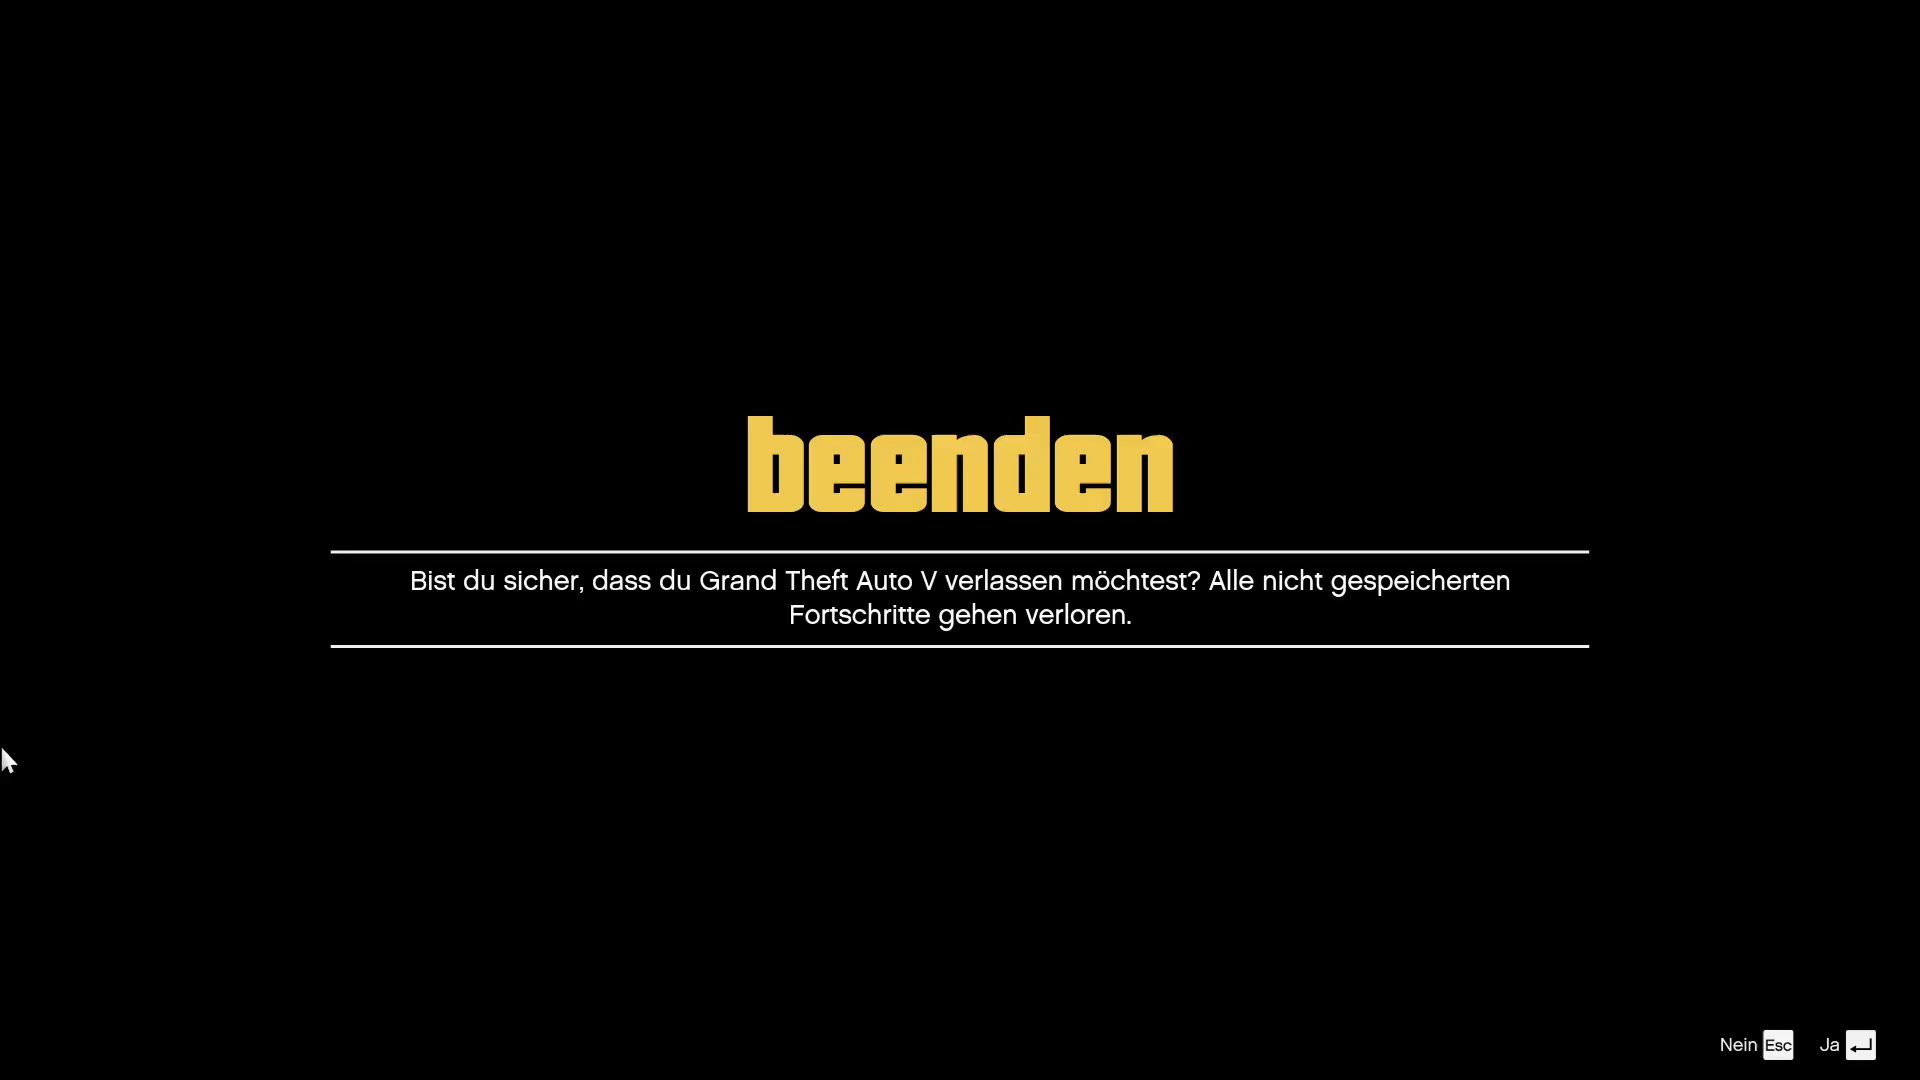 beenden
Bist du sicher, dass du Grand Theft Auto V verlassen möchtest? Alle nicht gespeicherten
Fortschritte gehen verloren.
Nein Esc Ja